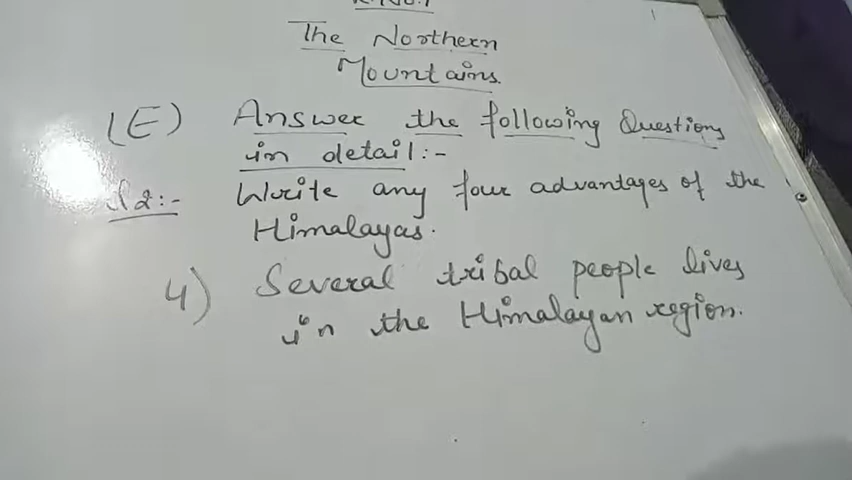 The Northern
Mountains.
(E) Answer the following Questions
in detail:-
2:- Write any four advantages of the
Himalayas.
4) Several tribal people lives
in the Himalayan region.